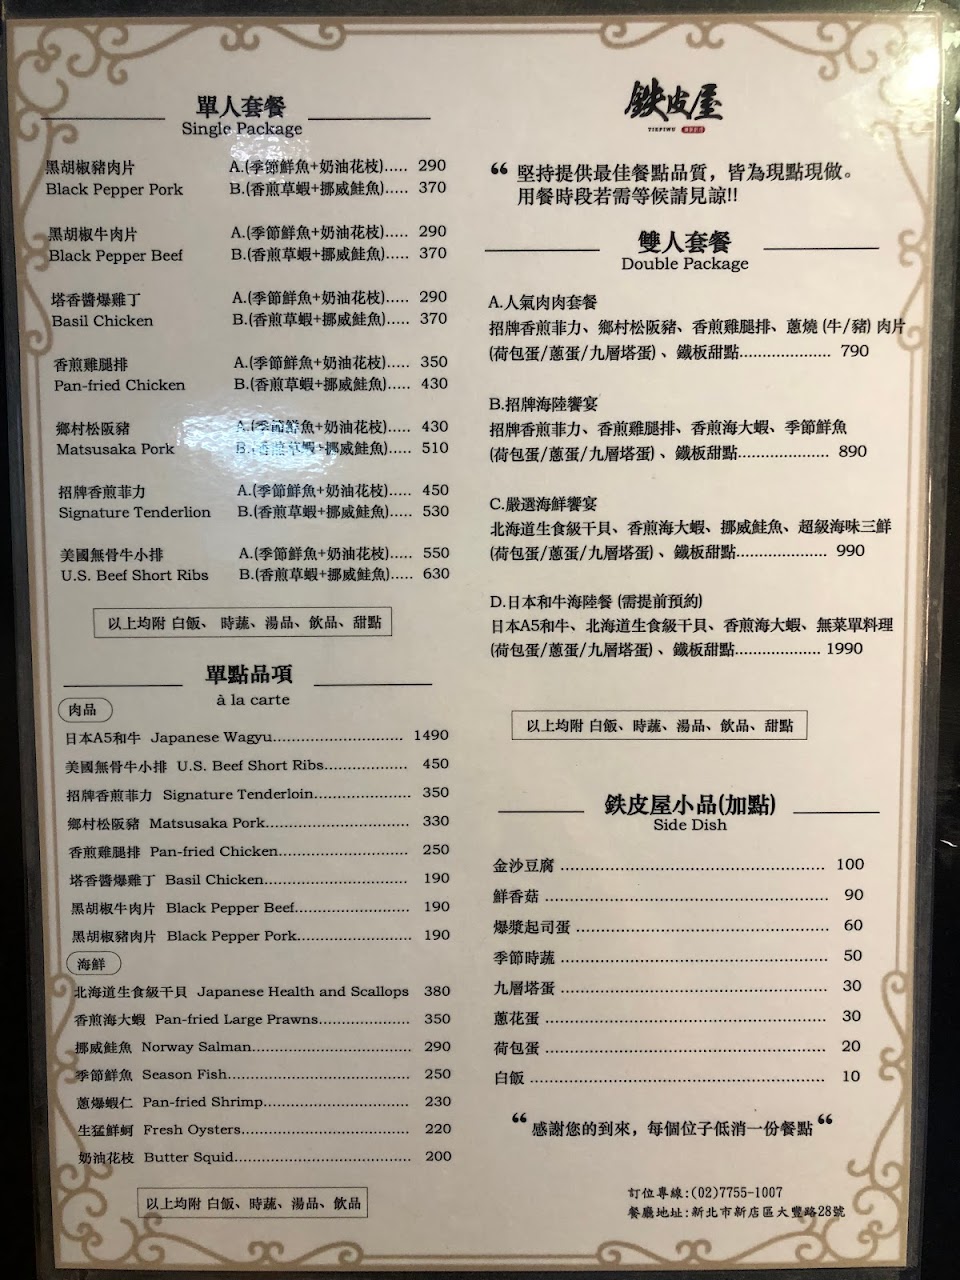 單人套餐
Single Package
黑胡椒豬肉片 A.(季節鮮魚+奶油花枝)..... 290
Black Pepper Pork B.(香煎草蝦+挪威鮭魚)..... 370
黑胡椒牛肉片 A.(季節鮮魚+奶油花枝)..... 290
Black Pepper Beef B.(香煎草蝦+挪威鮭魚)..... 370
塔香醬爆雞丁 A.(季節鮮魚+奶油花枝)..... 290
Basil Chicken B.(香煎草蝦+挪威鮭魚)..... 370
香煎雞腿排 A.(季節鮮魚+奶油花枝)..... 350
Pan-fried Chicken B.(香煎草蝦+挪威鮭魚)..... 430
鄉村松阪豬 A.(季節鮮魚+奶油花枝)..... 430
Matsusaka Pork B.(香煎草蝦+挪威鮭魚)..... 510
招牌香煎菲力 A.(季節鮮魚+奶油花枝)..... 450
Signature Tenderlion B.(香煎草蝦+挪威鮭魚)..... 530
美國無骨牛小排 A.(季節鮮魚+奶油花枝)..... 550
U.S. Beef Short Ribs B.(香煎草蝦+挪威鮭魚)..... 630
以上均附 白飯、 時蔬、湯品、飲品、甜點
單點品項
à la carte
肉品
日本A5和牛 Japanese Wagyu.......................... 1490
美國無骨牛小排 U.S. Beef Short Ribs................. 450
招牌香煎菲力 Signature Tenderloin.................... 350
鄉村松阪豬 Matsusaka Pork............................. 330
香煎雞腿排 Pan-fried Chicken.......................... 250
塔香醬爆雞丁 Basil Chicken............................. 190
黑胡椒牛肉片 Black Pepper Beef....................... 190
黑胡椒豬肉片 Black Pepper Pork....................... 190
海鮮
北海道生食級干貝 Japanese Health and Scallops 380
香煎海大蝦 Pan-fried Large Prawns.................. 350
挪威鮭魚 Norway Salman................................ 290
季節鮮魚 Season Fish..................................... 250
蔥爆蝦仁 Pan-fried Shrimp............................. 230
生猛鮮蚵 Fresh Oysters.................................. 220
奶油花枝 Butter Squid.................................... 200
以上均附 白飯、時蔬、湯品、飲品
鉄皮屋
TIEPIWU
“ 堅持提供最佳餐點品質，皆為現點現做。
用餐時段若需等候請見諒!!
雙人套餐
Double Package
A.人氣肉肉套餐
招牌香煎菲力、鄉村松阪豬、香煎雞腿排、蔥燒 (牛/豬) 肉片
(荷包蛋/蔥蛋/九層塔蛋) 、鐵板甜點..................... 790
B.招牌海陸饗宴
招牌香煎菲力、香煎雞腿排、香煎海大蝦、季節鮮魚
(荷包蛋/蔥蛋/九層塔蛋) 、鐵板甜點..................... 890
C.嚴選海鮮饗宴
北海道生食級干貝、香煎海大蝦、挪威鮭魚、超級海味三鮮
(荷包蛋/蔥蛋/九層塔蛋) 、鐵板甜點..................... 990
D.日本和牛海陸餐 (需提前預約)
日本A5和牛、北海道生食級干貝、香煎海大蝦、無菜單料理
(荷包蛋/蔥蛋/九層塔蛋) 、鐵板甜點.................... 1990
以上均附 白飯、時蔬、湯品、飲品、甜點
鉄皮屋小品(加點)
Side Dish
金沙豆腐 ............................................................ 100
鮮香菇 ............................................................... 90
爆漿起司蛋 ......................................................... 60
季節時蔬 ............................................................ 50
九層塔蛋 ............................................................ 30
蔥花蛋 ............................................................... 30
荷包蛋 ............................................................... 20
白飯 .................................................................. 10
“ 感謝您的到來，每個位子低消一份餐點 “
訂位專線:(02)7755-1007
餐廳地址:新北市新店區大豐路28號